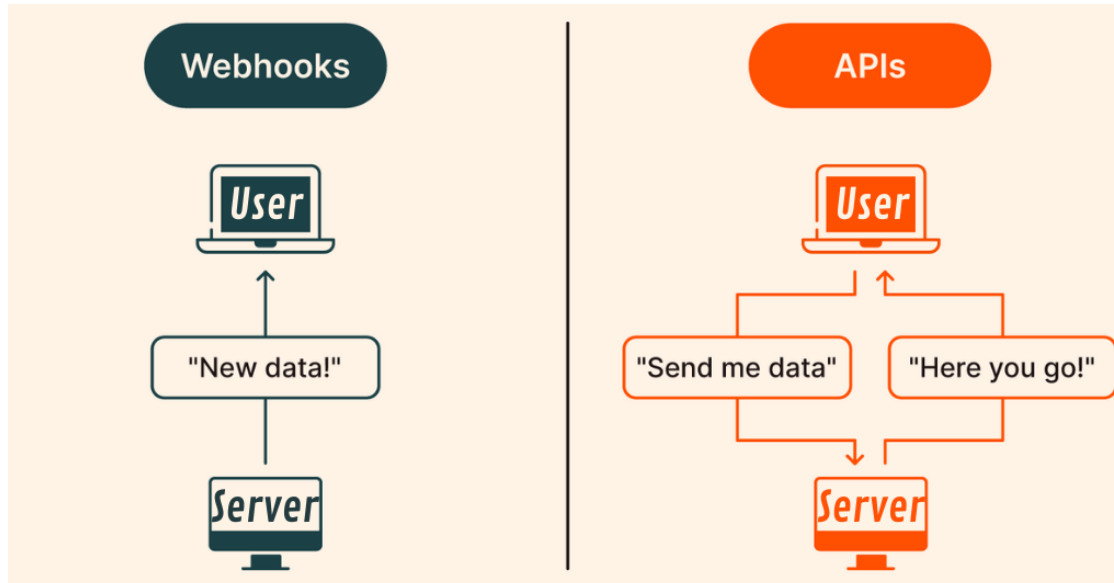 Webhooks
User
"New data!"
Server
APIs
User
"Send me data"
"Here you go!"
Server